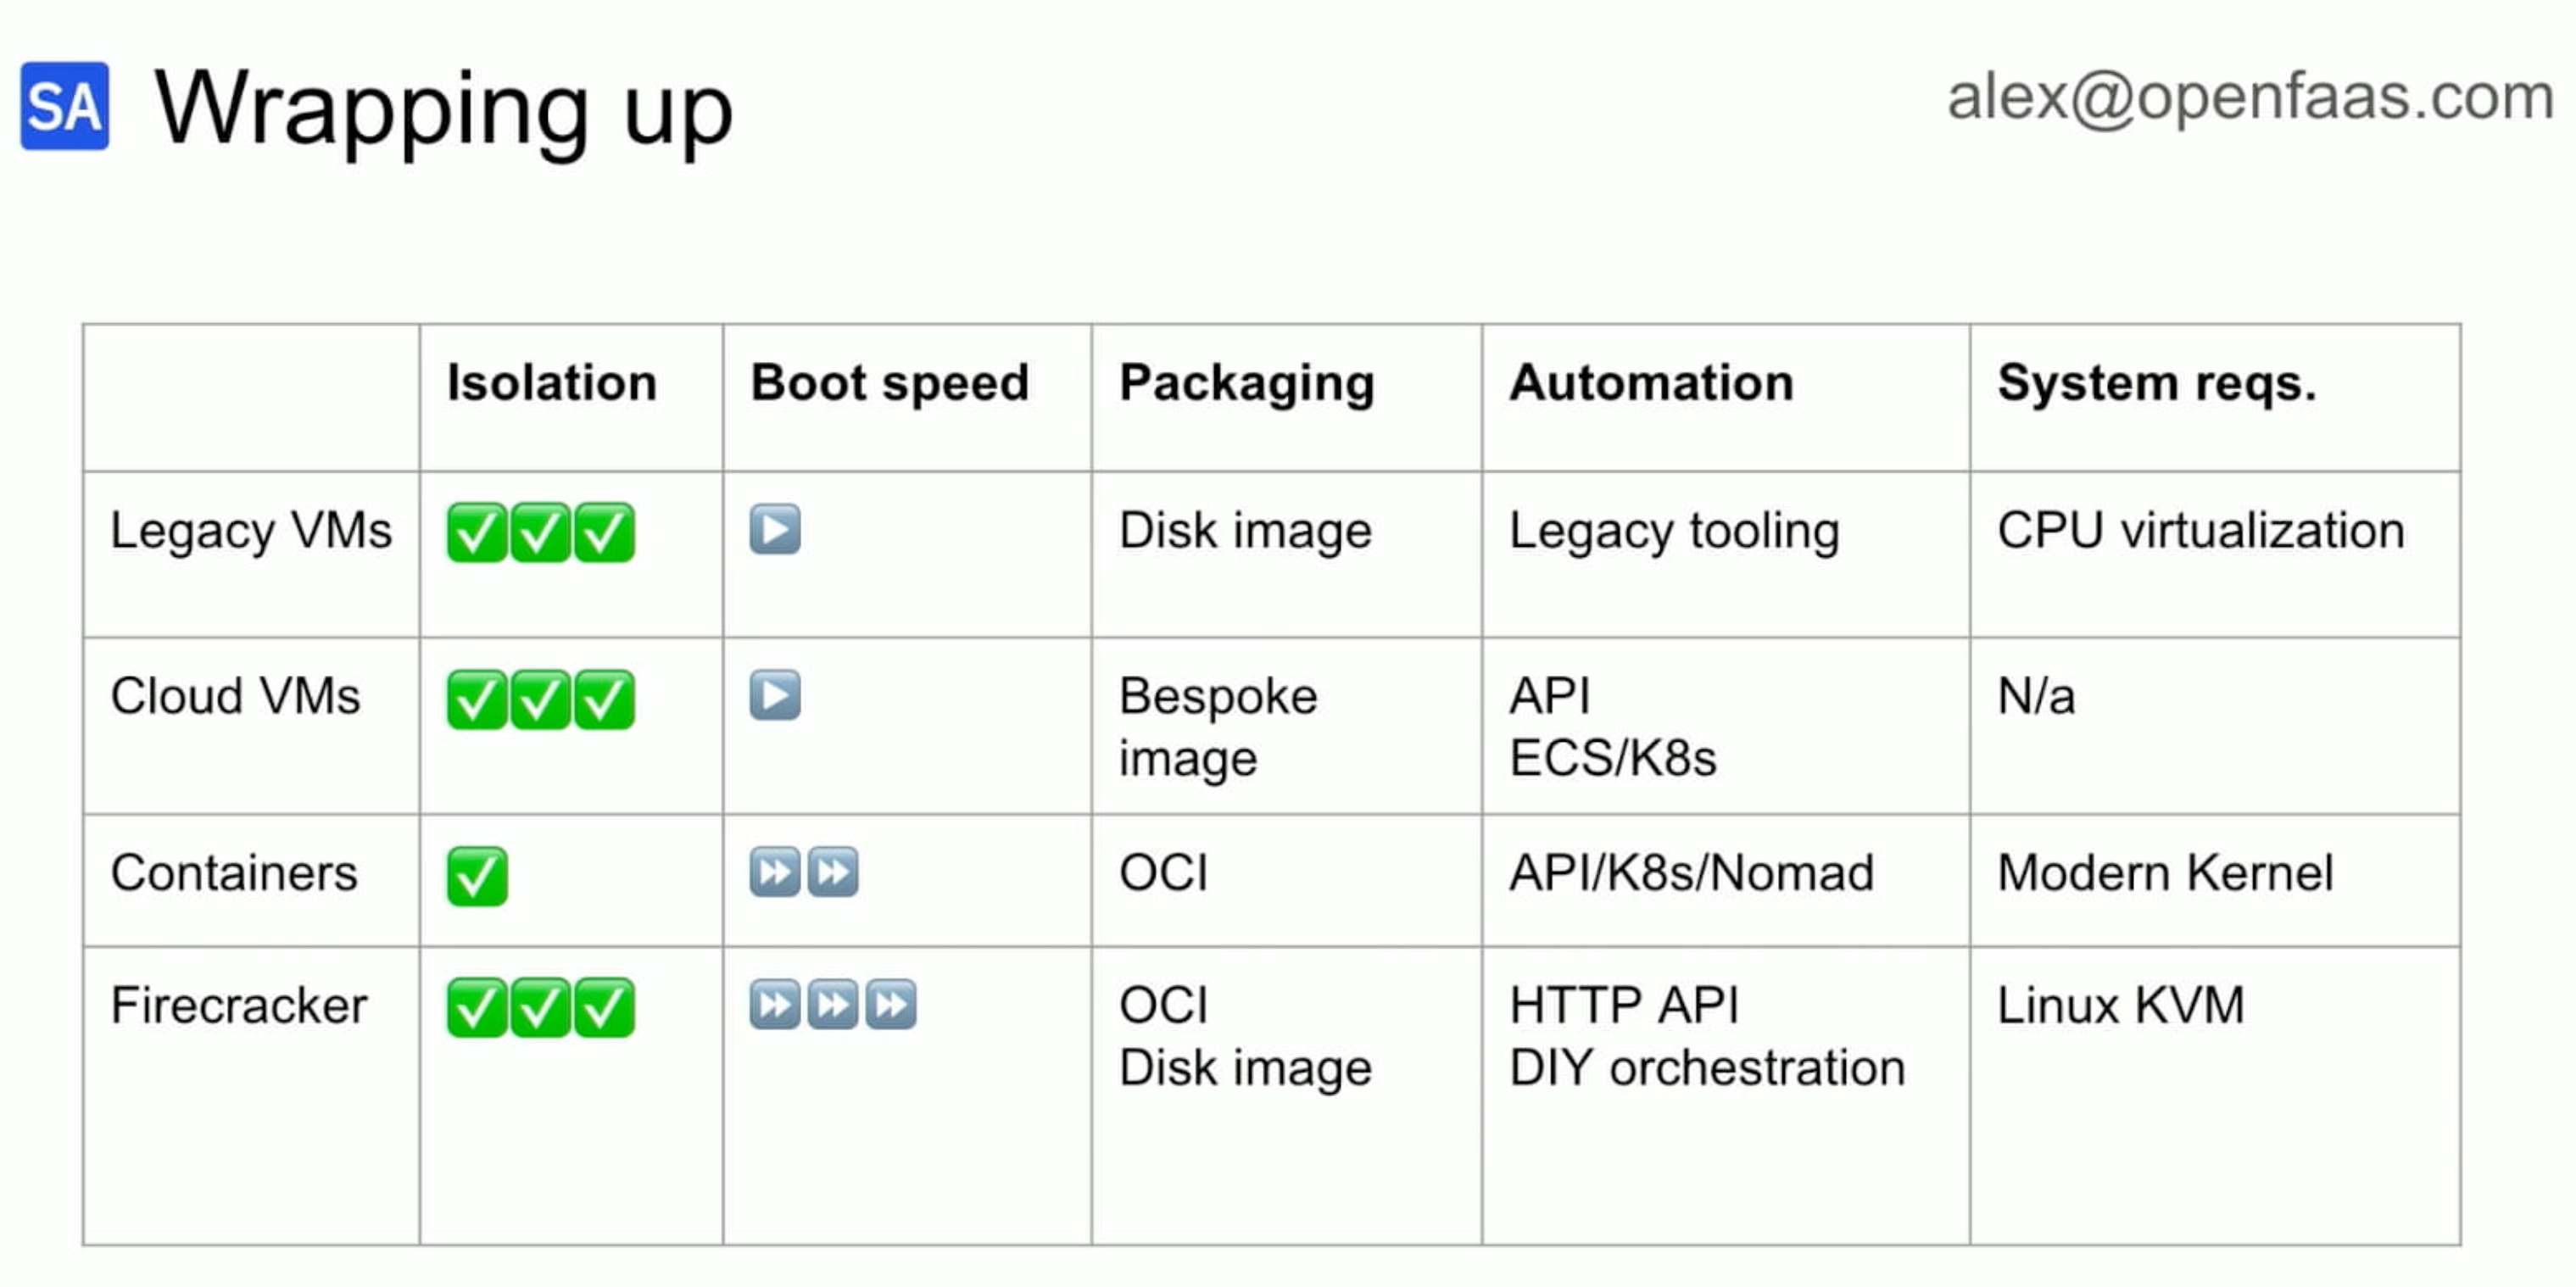 SA Wrapping up
alex@openfaas.com
Isolation Boot speed Packaging Automation System reqs.
Legacy VMs ✅✅✅ ▶️ Disk image Legacy tooling CPU virtualization
Cloud VMs ✅✅✅ ▶️ Bespoke image API ECS/K8s N/a
Containers ✅ ⏩⏩ OCI API/K8s/Nomad Modern Kernel
Firecracker ✅✅✅ ⏩⏩⏩ OCI Disk image HTTP API DIY orchestration Linux KVM